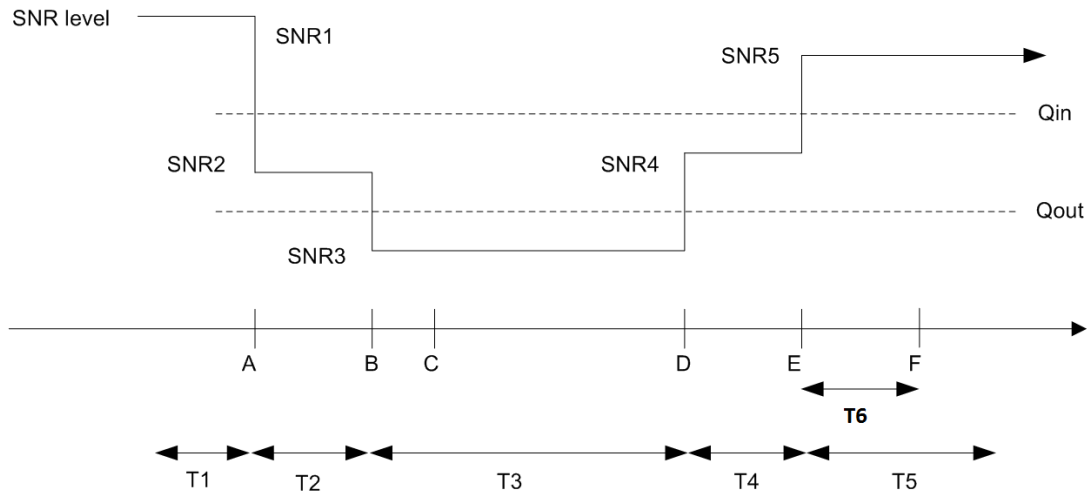 SNR level
SNR1
SNR5
Qin
SNR2
SNR4
Qout
SNR3
A B C D E F
T6
T1 T2 T3 T4 T5